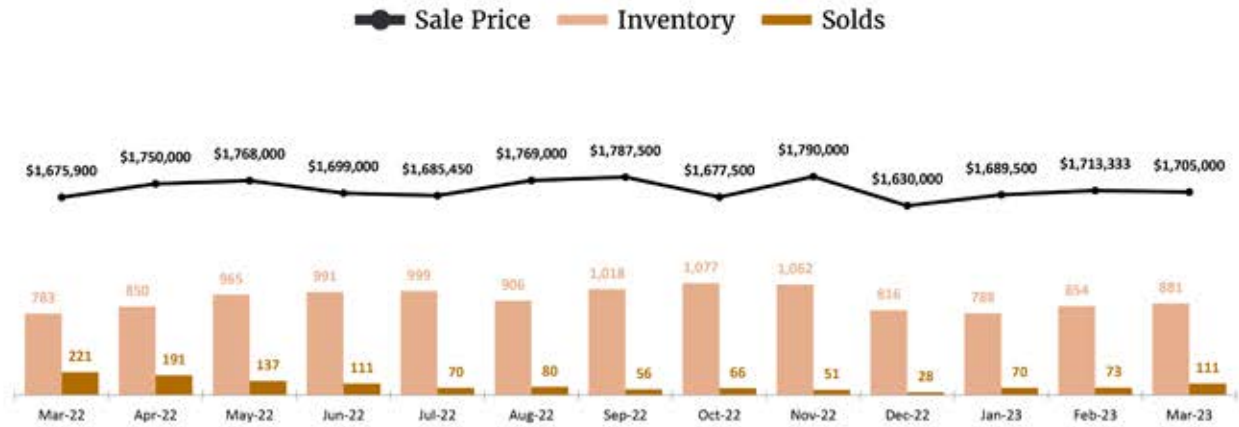 Sale Price Inventory Solds
$1,675,900 $1,750,000 $1,768,000 $1,699,000 $1,685,450 $1,769,000 $1,787,500 $1,677,500 $1,790,000 $1,630,000 $1,689,500 $1,713,333 $1,705,000
783 850 965 991 999 906 1,018 1,077 1,062 816 788 854 881
221 191 137 111 70 80 56 66 51 28 70 73 111
Mar-22 Apr-22 May-22 Jun-22 Jul-22 Aug-22 Sep-22 Oct-22 Nov-22 Dec-22 Jan-23 Feb-23 Mar-23